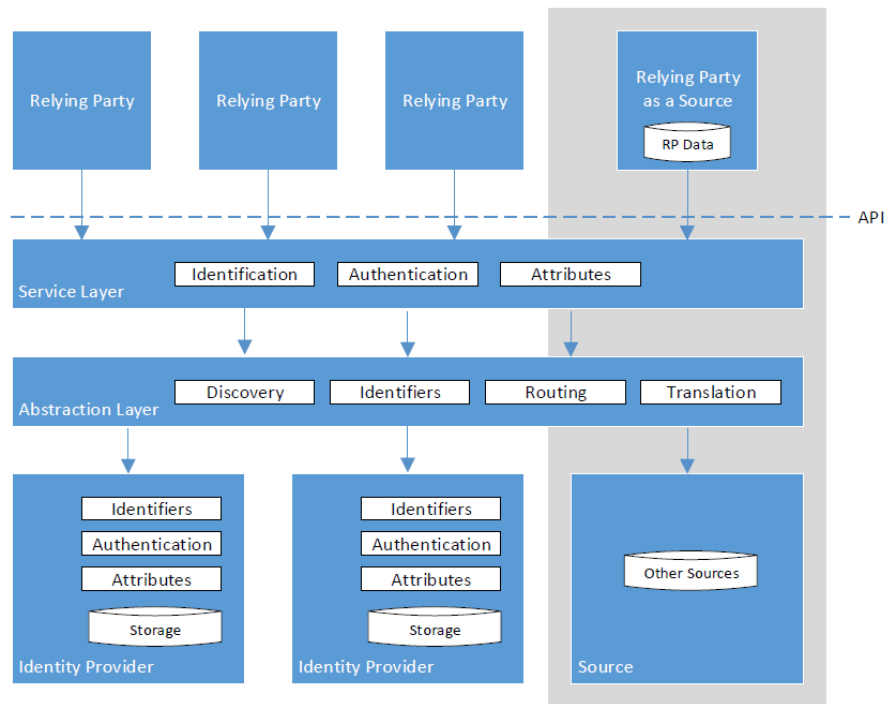 Relying Party
Relying Party
Relying Party
Relying Party
as a Source
RP Data
API
Identification
Authentication
Attributes
Service Layer
Discovery
Identifiers
Routing
Translation
Abstraction Layer
Identifiers
Authentication
Attributes
Storage
Identity Provider
Identifiers
Authentication
Attributes
Storage
Identity Provider
Other Sources
Source